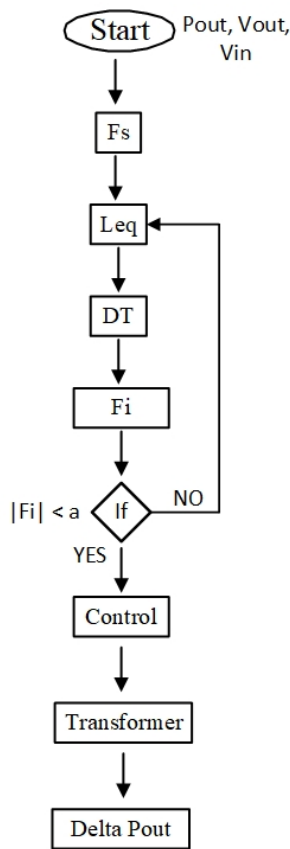 Start
Pout, Vout,
Vin
Fs
Leq
DT
Fi
|Fi| < a
If
NO
YES
Control
Transformer
Delta Pout